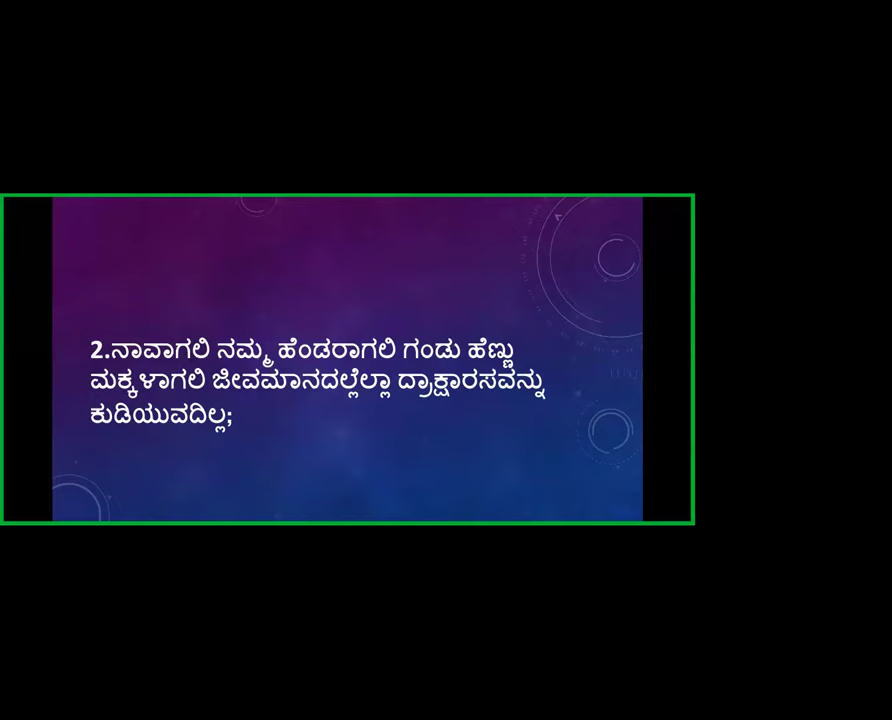 2.ನಾವಾಗಲಿ ನಮ್ಮ ಹೆಂಡರಾಗಲಿ ಗಂಡು ಹೆಣ್ಣು
ಮಕ್ಕಳಾಗಲಿ ಜೀವಮಾನದಲ್ಲೆಲ್ಲಾ ದ್ರಾಕ್ಷಾರಸವನ್ನು
ಕುಡಿಯುವದಿಲ್ಲ;